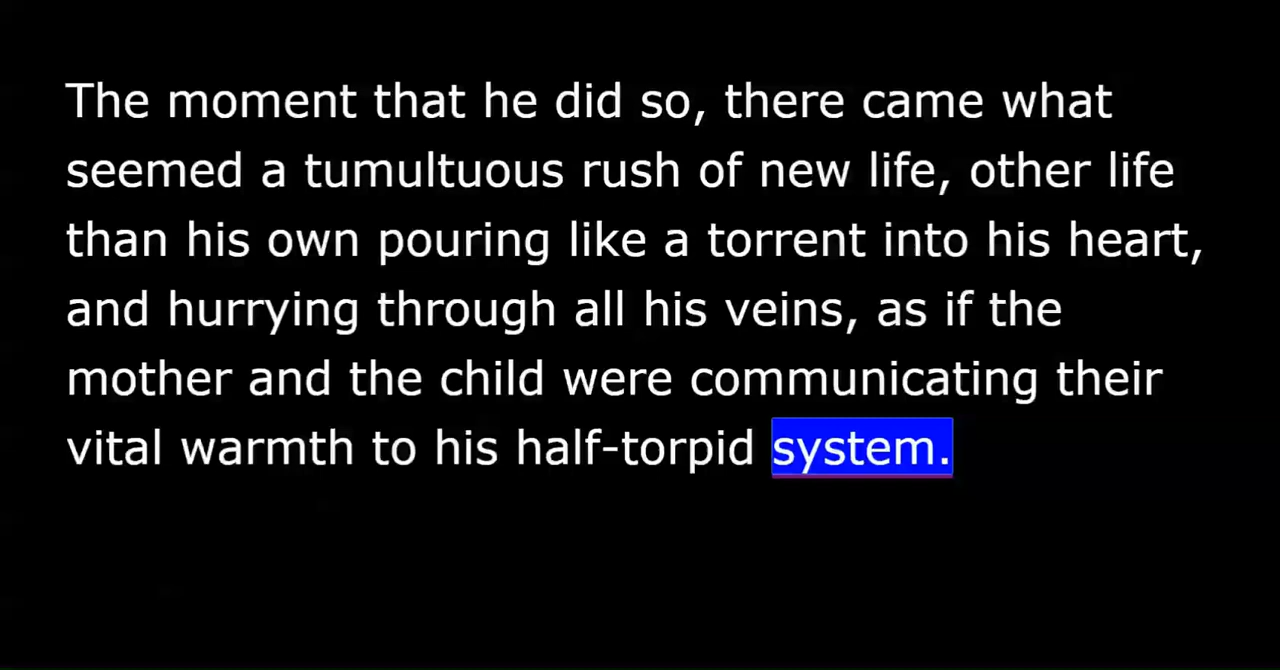 The moment that he did so, there came what
seemed a tumultuous rush of new life, other life
than his own pouring like a torrent into his heart,
and hurrying through all his veins, as if the
mother and the child were communicating their
vital warmth to his half-torpid system.